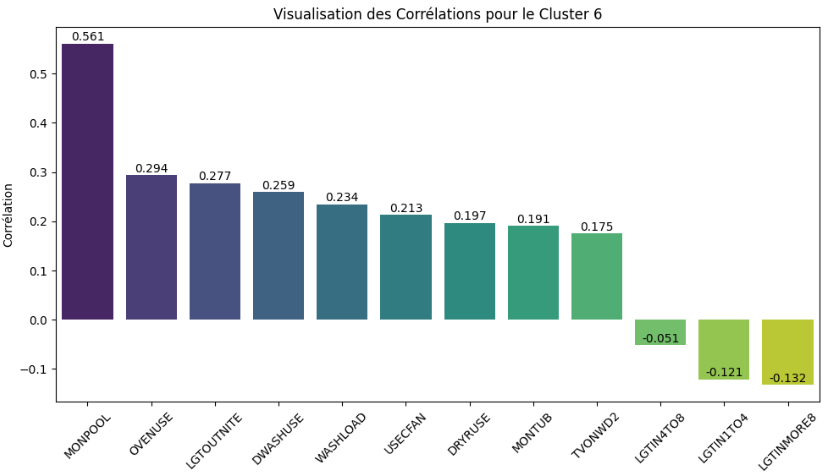 Visualisation des Corrélations pour le Cluster 6
Corrélation
0.5
0.4
0.3
0.2
0.1
0.0
−0.1
0.561
0.294
0.277
0.259
0.234
0.213
0.197
0.191
0.175
-0.051
-0.121
-0.132
MONPOOL
OVENUSE
LGTOUTNITE
DWASHUSE
WASHLOAD
USECFAN
DRYRUSE
MONTUB
TVONWD2
LGTIN4TO8
LGTIN1TO4
LGTINMORE8